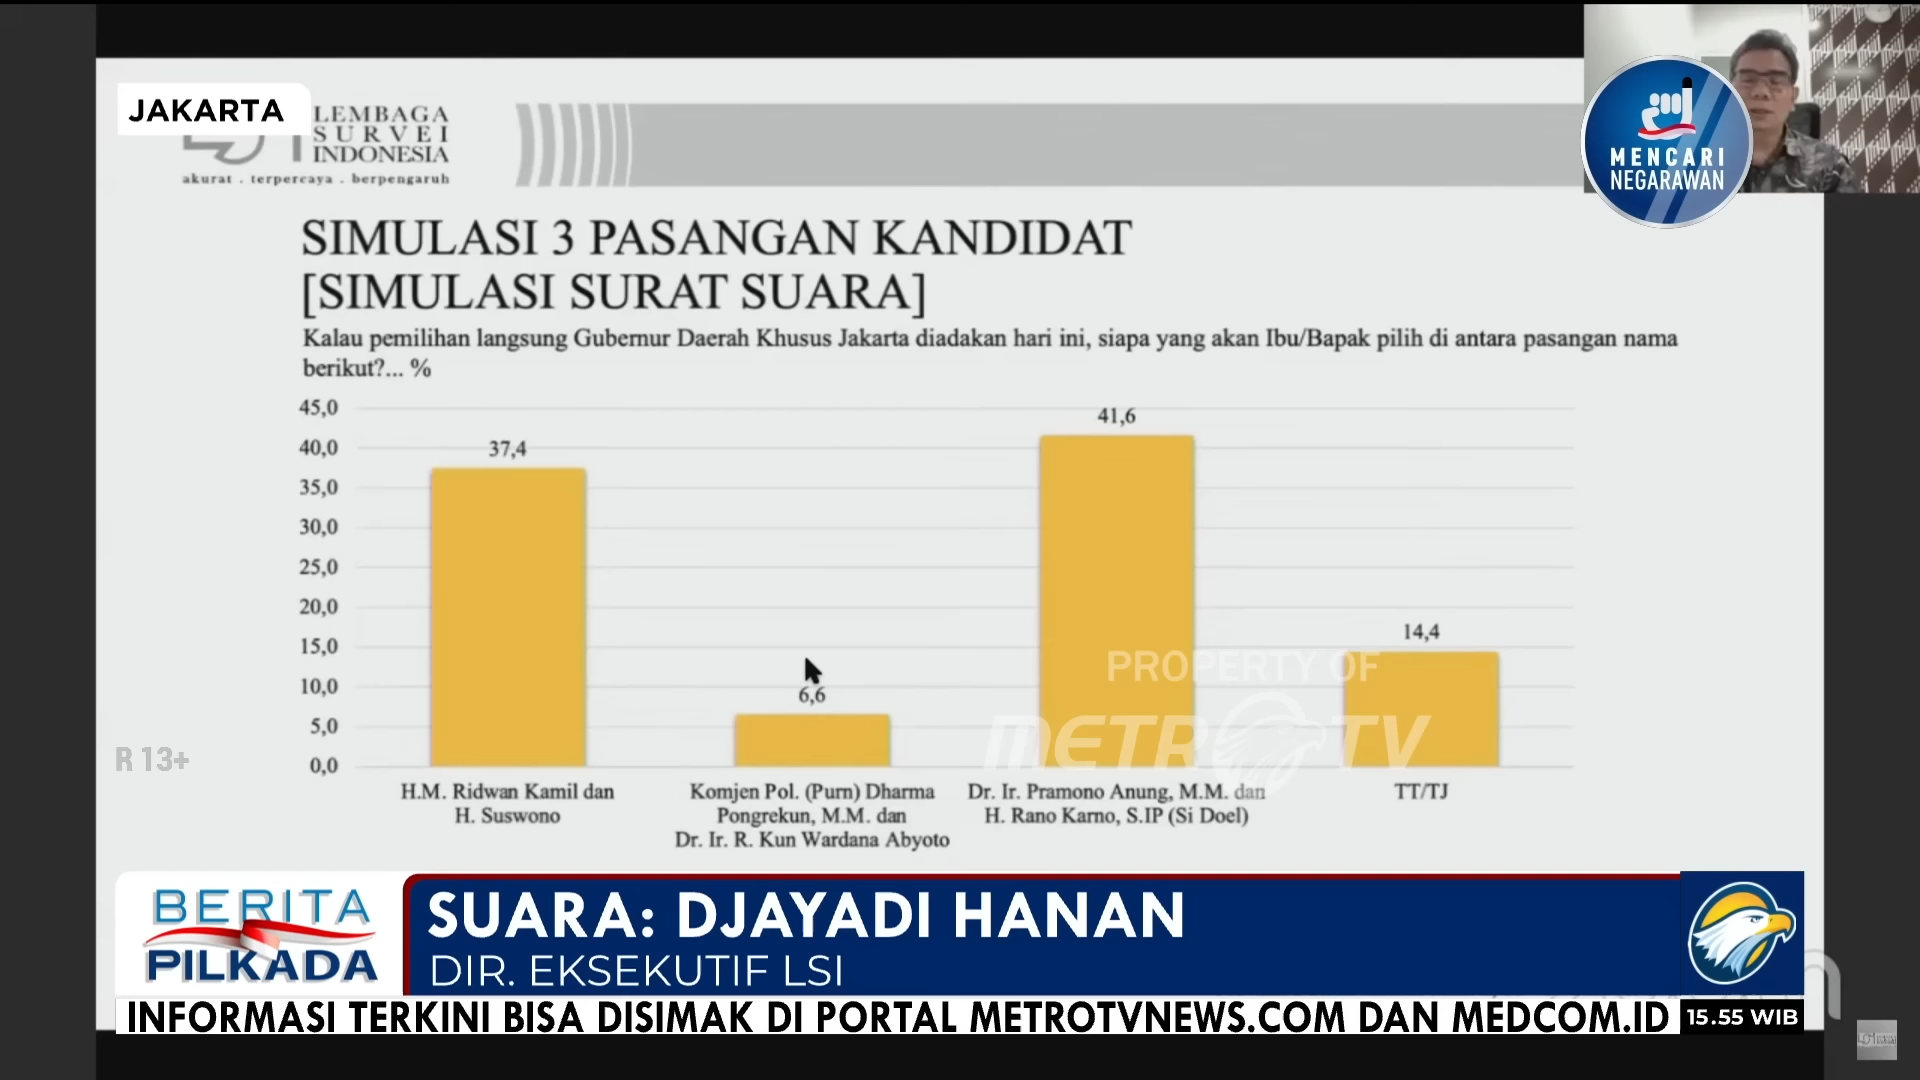 JAKARTA
LEMBAGA
SURVEI
INDONESIA
akurat . terpercaya . berpengaruh
MENCARI
NEGARAWAN
SIMULASI 3 PASANGAN KANDIDAT
[SIMULASI SURAT SUARA]
Kalau pemilihan langsung Gubernur Daerah Khusus Jakarta diadakan hari ini, siapa yang akan Ibu/Bapak pilih di antara pasangan nama
berikut?... %
45,0
40,0
35,0
30,0
25,0
20,0
15,0
10,0
5,0
0,0
37,4
6,6
41,6
14,4
H.M. Ridwan Kamil dan
H. Suswono
Komjen Pol. (Purn) Dharma
Pongrekun, M.M. dan
Dr. Ir. R. Kun Wardana Abyoto
Dr. Ir. Pramono Anung, M.M. dan
H. Rano Karno, S.IP (Si Doel)
TT/TJ
PROPERTY OF
METRO TV
R 13+
BERITA
PILKADA
SUARA: DJAYADI HANAN
DIR. EKSEKUTIF LSI
INFORMASI TERKINI BISA DISIMAK DI PORTAL METROTVNEWS.COM DAN MEDCOM.ID
15.55 WIB